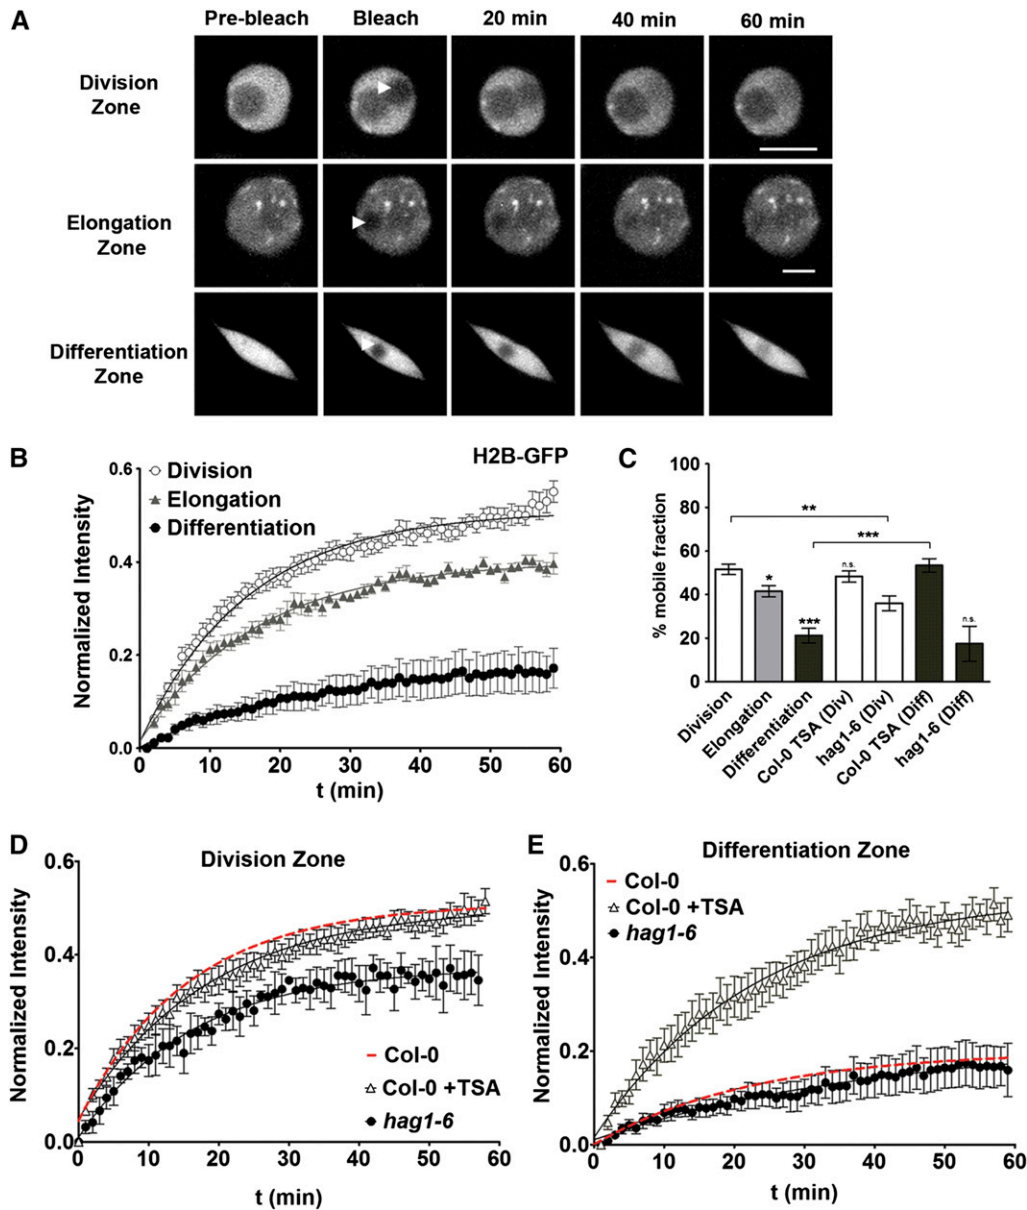 A
Pre-bleach Bleach 20 min 40 min 60 min
Division
Zone
Elongation
Zone
Differentiation
Zone
B
H2B-GFP
Division
Elongation
Differentiation
Normalized Intensity
0.6
0.4
0.2
0.0
0 10 20 30 40 50 60
t (min)
C
% mobile fraction
100
80
60
40
20
0
**
***
*
***
n.s.
n.s.
Division
Elongation
Differentiation
Col-0 TSA (Div)
hag1-6 (Div)
Col-0 TSA (Diff)
hag1-6 (Diff)
D
Division Zone
Normalized Intensity
0.6
0.4
0.2
0.0
Col-0
Col-0 +TSA
hag1-6
0 10 20 30 40 50 60
t (min)
E
Differentiation Zone
Col-0
Col-0 +TSA
hag1-6
Normalized Intensity
0.6
0.4
0.2
0.0
0 10 20 30 40 50 60
t (min)